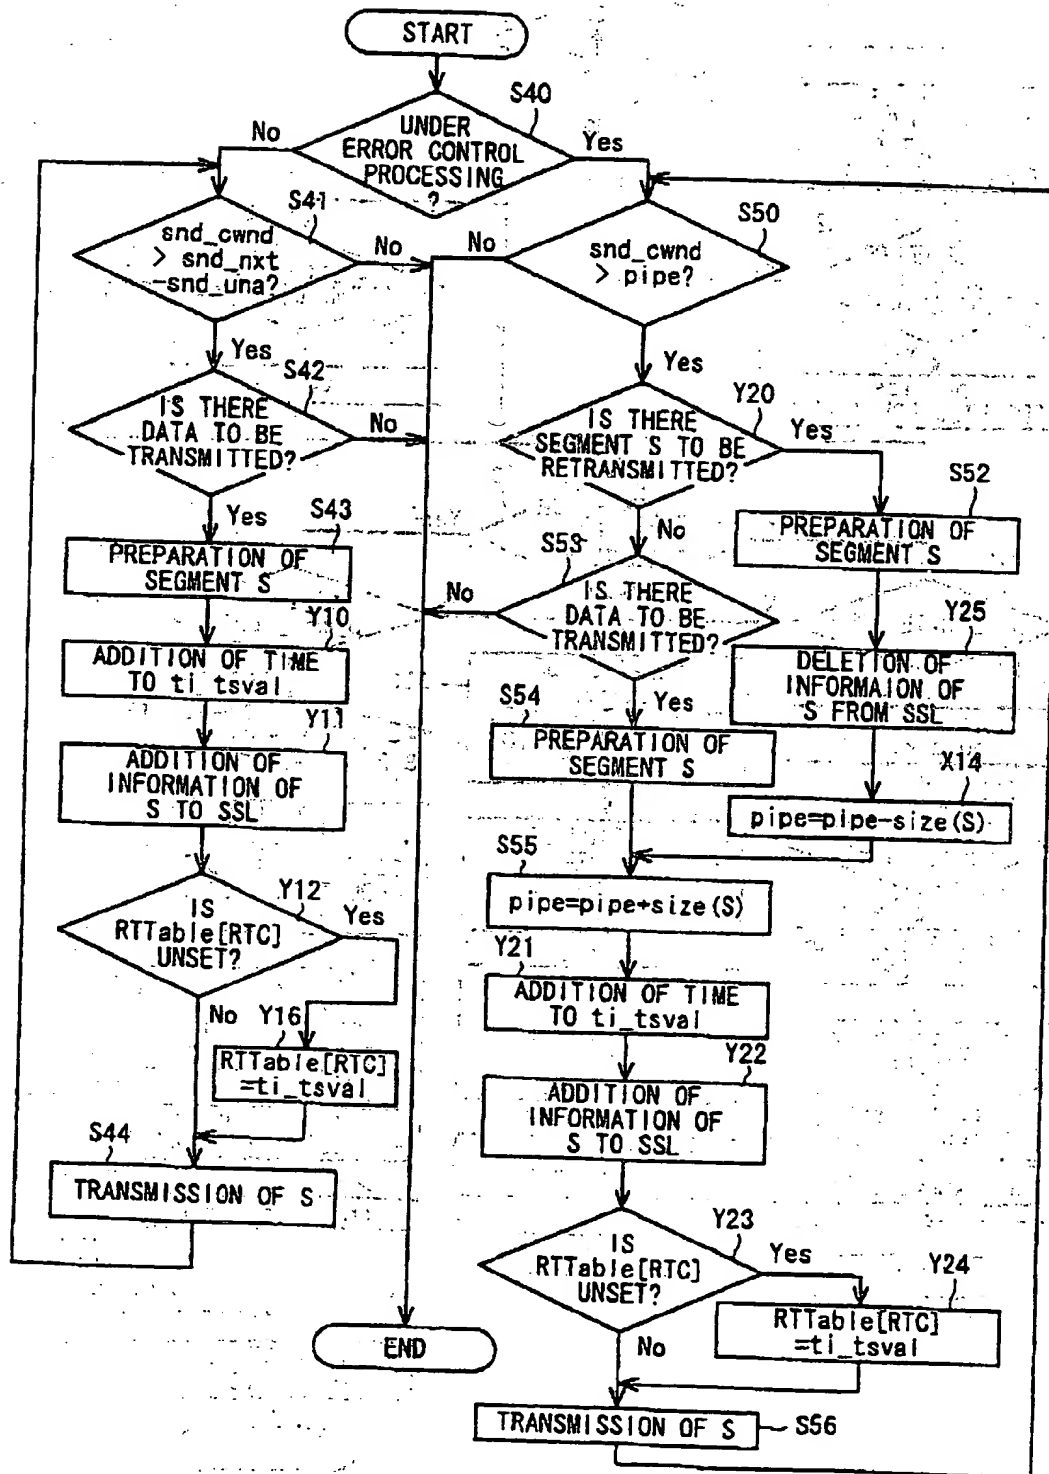 START
S40
UNDER
ERROR CONTROL
PROCESSING
?
No
Yes
S41
snd_cwnd
> snd_nxt
-snd_una?
No
Yes
S50
snd_cwnd
> pipe?
No
Yes
S42
IS THERE
DATA TO BE
TRANSMITTED?
No
Yes
Y20
IS THERE
SEGMENT S TO BE
RETRANSMITTED?
Yes
No
S43
PREPARATION OF
SEGMENT S
S52
PREPARATION OF
SEGMENT S
S53
IS THERE
DATA TO BE
TRANSMITTED?
No
Yes
Y10
ADDITION OF TIME
TO ti_tsval
Y25
DELETION OF
INFORMAION OF
S FROM SSL
S54
PREPARATION OF
SEGMENT S
Y11
ADDITION OF
INFORMATION OF
S TO SSL
X14
pipe=pipe-size(S)
S55
pipe=pipe+size(S)
Y12
IS
RTTable[RTC]
UNSET?
Yes
No
Y21
ADDITION OF TIME
TO ti_tsval
Y16
RTTable[RTC]
=ti_tsval
Y22
ADDITION OF
INFORMATION OF
S TO SSL
S44
TRANSMISSION OF S
Y23
IS
RTTable[RTC]
UNSET?
Yes
No
Y24
RTTable[RTC]
=ti_tsval
END
TRANSMISSION OF S
S56